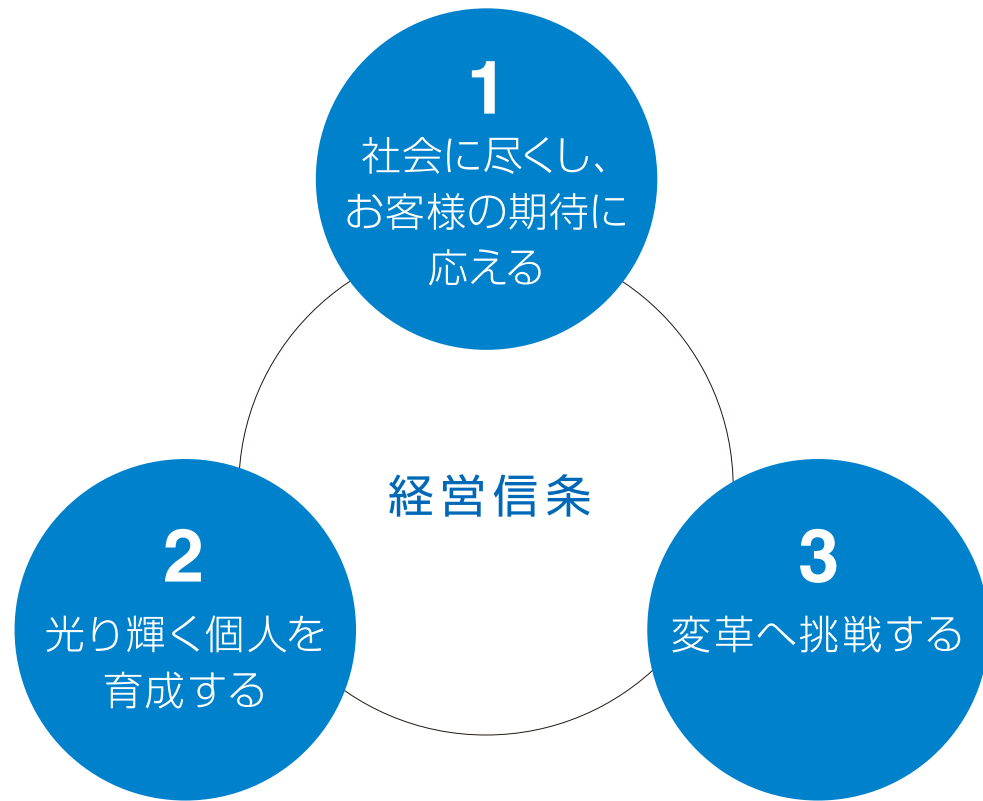 1
社会に尽くし、
お客様の期待に
応える
経営信条
2
光り輝く個人を
育成する
3
変革へ挑戦する